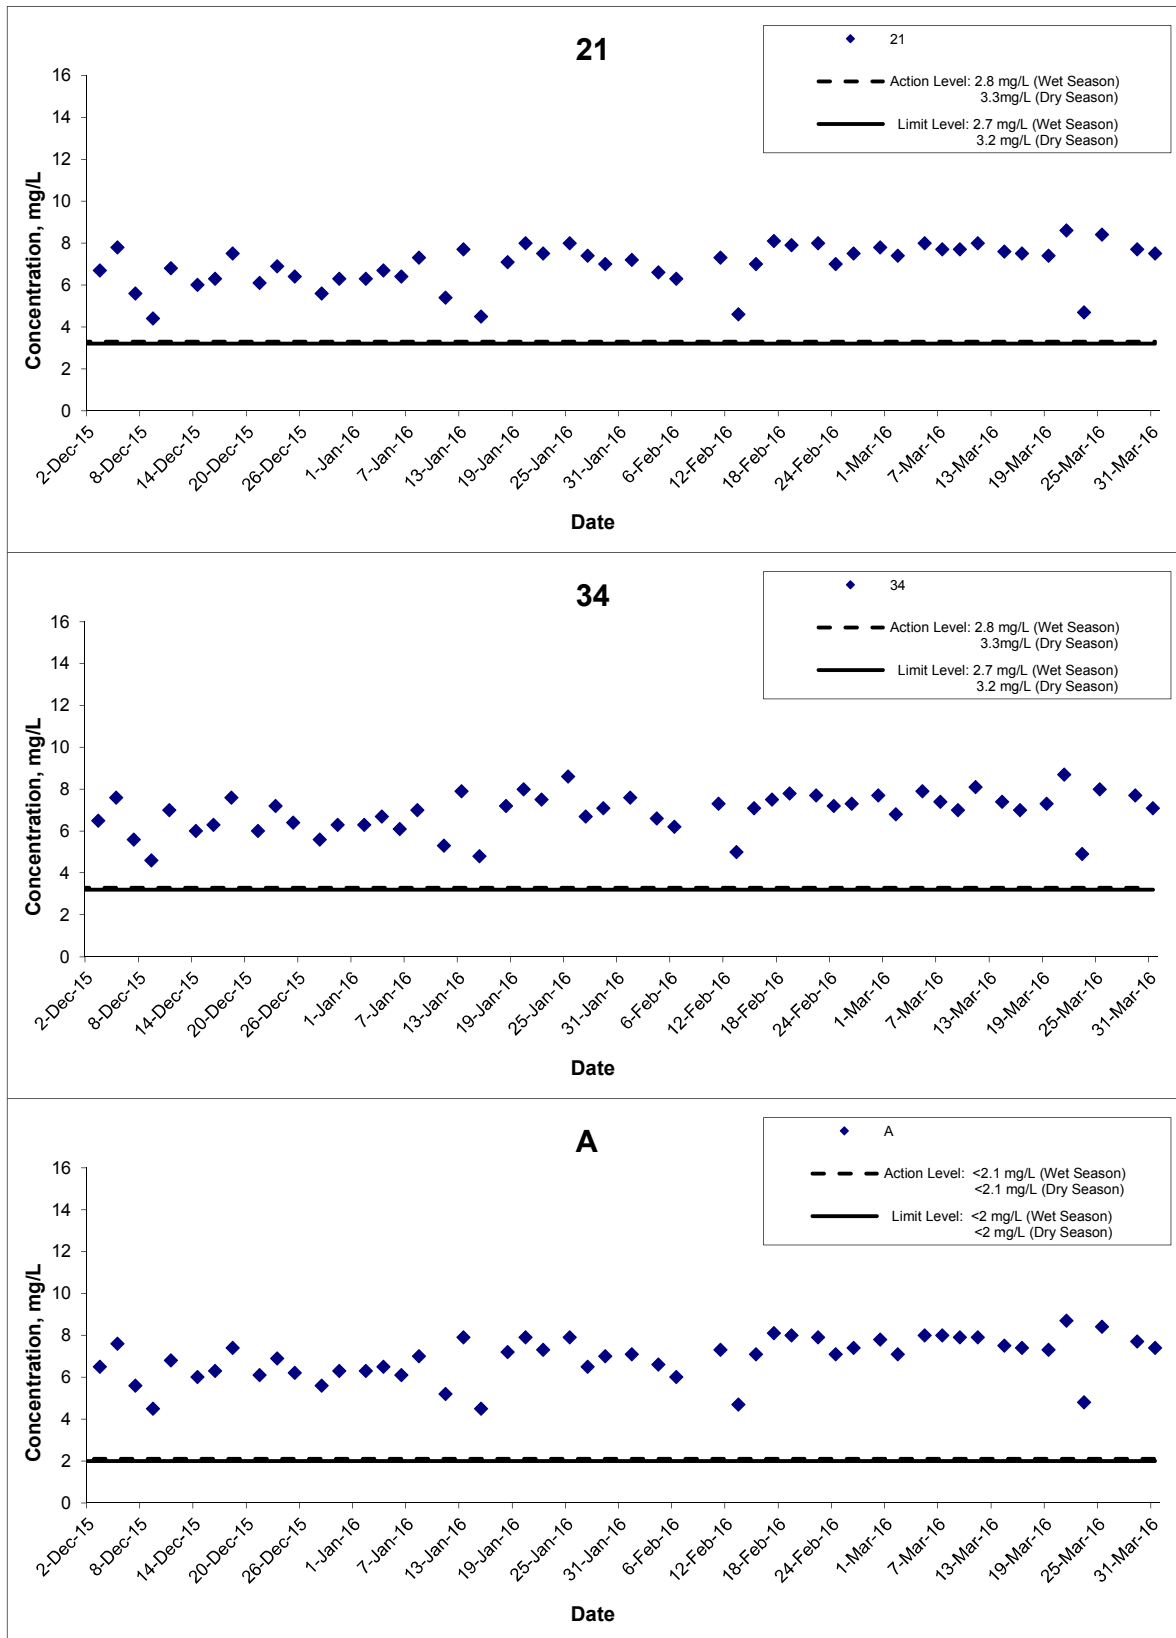 21
21
Action Level: 2.8 mg/L (Wet Season)
3.3mg/L (Dry Season)
Limit Level: 2.7 mg/L (Wet Season)
3.2 mg/L (Dry Season)
Concentration, mg/L
16
14
12
10
8
6
4
2
0
2-Dec-15
8-Dec-15
14-Dec-15
20-Dec-15
26-Dec-15
1-Jan-16
7-Jan-16
13-Jan-16
19-Jan-16
25-Jan-16
31-Jan-16
6-Feb-16
12-Feb-16
18-Feb-16
24-Feb-16
1-Mar-16
7-Mar-16
13-Mar-16
19-Mar-16
25-Mar-16
31-Mar-16
Date
34
34
Action Level: 2.8 mg/L (Wet Season)
3.3mg/L (Dry Season)
Limit Level: 2.7 mg/L (Wet Season)
3.2 mg/L (Dry Season)
Concentration, mg/L
16
14
12
10
8
6
4
2
0
2-Dec-15
8-Dec-15
14-Dec-15
20-Dec-15
26-Dec-15
1-Jan-16
7-Jan-16
13-Jan-16
19-Jan-16
25-Jan-16
31-Jan-16
6-Feb-16
12-Feb-16
18-Feb-16
24-Feb-16
1-Mar-16
7-Mar-16
13-Mar-16
19-Mar-16
25-Mar-16
31-Mar-16
Date
A
A
Action Level: <2.1 mg/L (Wet Season)
<2.1 mg/L (Dry Season)
Limit Level: <2 mg/L (Wet Season)
<2 mg/L (Dry Season)
Concentration, mg/L
16
14
12
10
8
6
4
2
0
2-Dec-15
8-Dec-15
14-Dec-15
20-Dec-15
26-Dec-15
1-Jan-16
7-Jan-16
13-Jan-16
19-Jan-16
25-Jan-16
31-Jan-16
6-Feb-16
12-Feb-16
18-Feb-16
24-Feb-16
1-Mar-16
7-Mar-16
13-Mar-16
19-Mar-16
25-Mar-16
31-Mar-16
Date